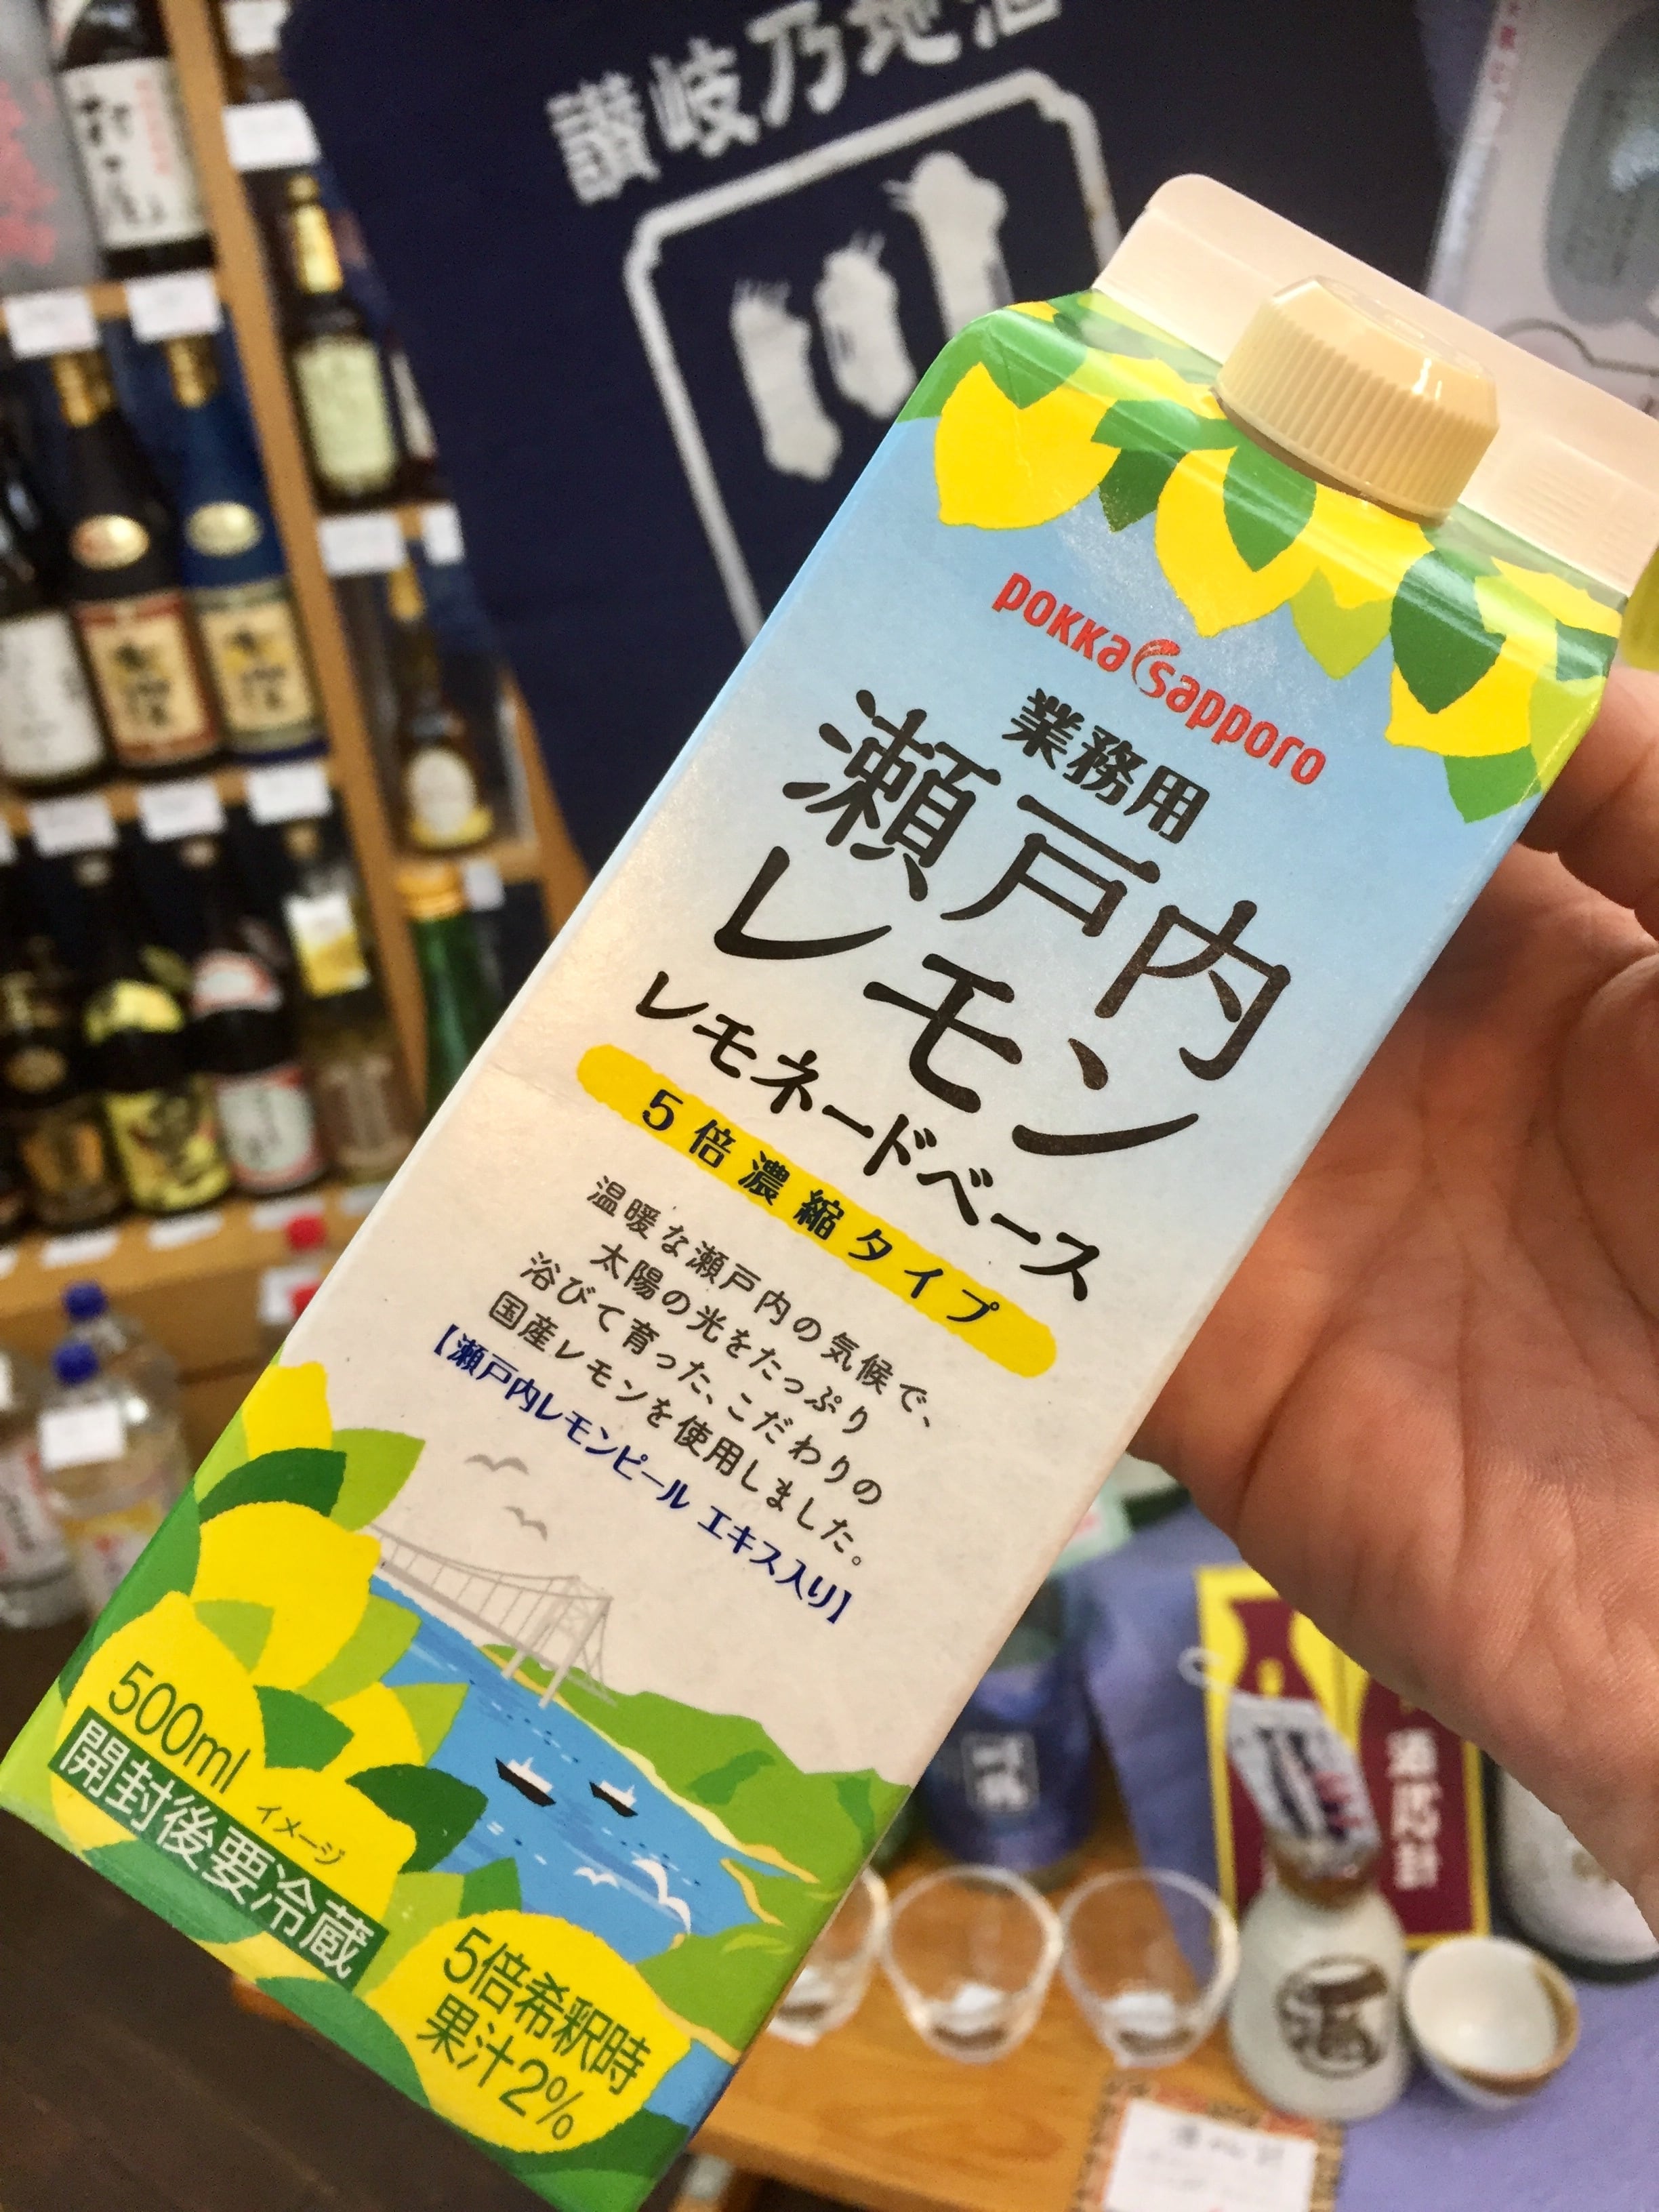 讃岐乃地酒
川
POKKA sapporo
業務用
瀬戸内
レモン
レモネードベース
5倍濃縮タイプ
温暖な瀬戸内の気候で、
太陽の光をたっぷり
浴びて育った、こだわりの
国産レモンを使用しました。
【瀬戸内レモンピール エキス入り】
500ml
イメージ
開封後要冷蔵
5倍希釈時
果汁2%
酒